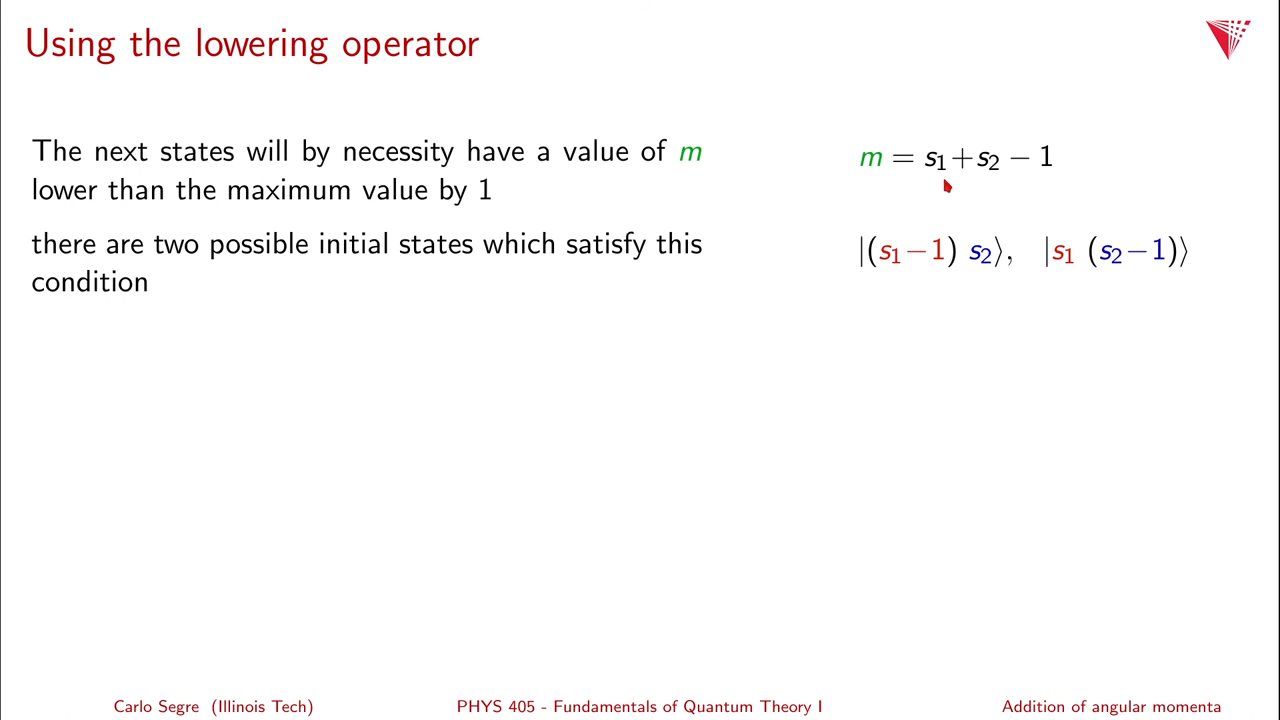 Using the lowering operator
The next states will by necessity have a value of m
lower than the maximum value by 1
m = s₁+s₂ − 1
there are two possible initial states which satisfy this
condition
|(s₁−1) s₂⟩, |s₁ (s₂−1)⟩
Carlo Segre (Illinois Tech)
PHYS 405 - Fundamentals of Quantum Theory I
Addition of angular momenta